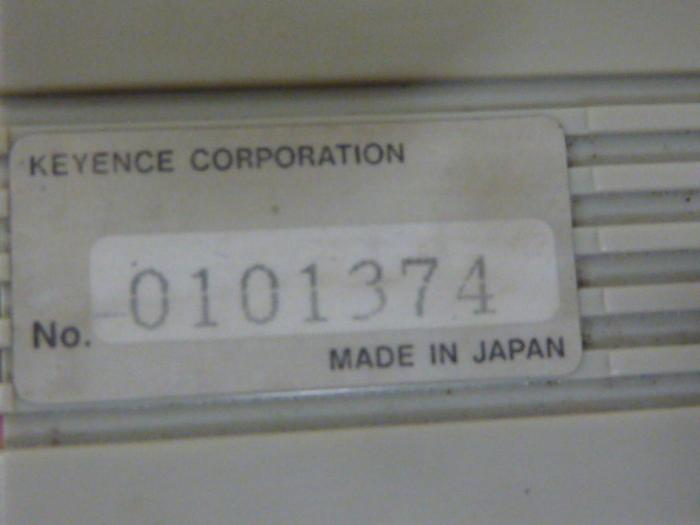 KEYENCE CORPORATION
No. 0101374
MADE IN JAPAN